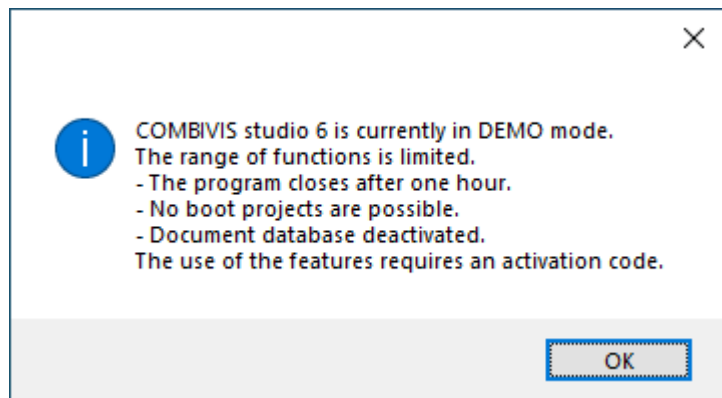 COMBIVIS studio 6 is currently in DEMO mode.
The range of functions is limited.
- The program closes after one hour.
- No boot projects are possible.
- Document database deactivated.
The use of the features requires an activation code.
OK